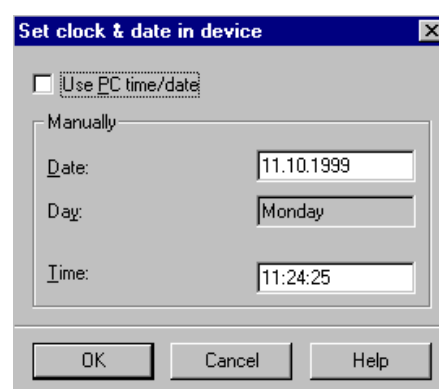 Set clock & date in device
Use PC time/date
Manually
Date: 11.10.1999
Day: Monday
Time: 11:24:25
OK Cancel Help